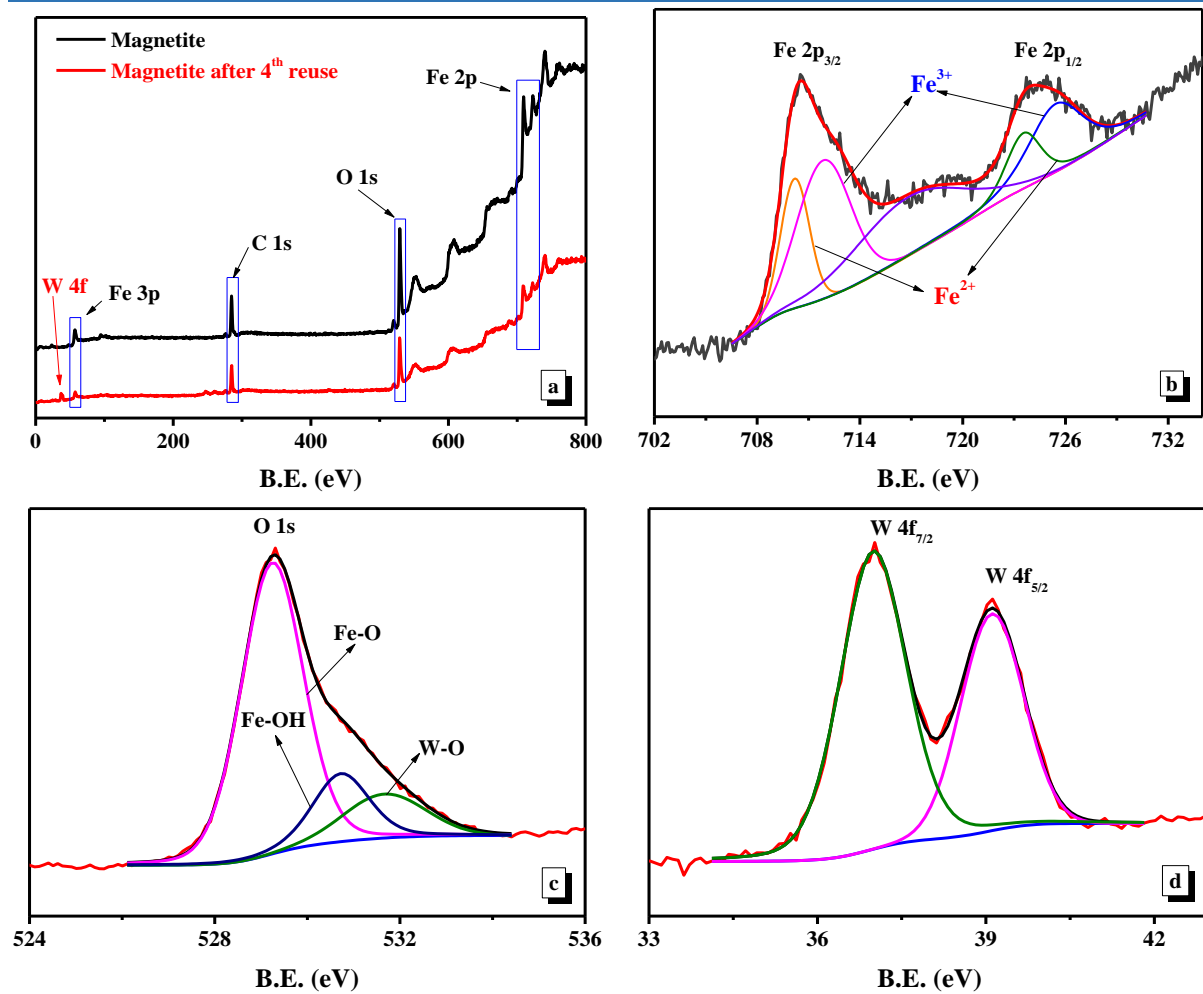 Magnetite
Magnetite after 4th reuse
Fe 2p
O 1s
C 1s
W 4f
Fe 3p
a
0 200 400 600 800
B.E. (eV)
Fe 2p3/2
Fe 2p1/2
Fe3+
Fe2+
b
702 708 714 720 726 732
B.E. (eV)
O 1s
Fe-O
Fe-OH
W-O
c
524 528 532 536
B.E. (eV)
W 4f7/2
W 4f5/2
d
33 36 39 42
B.E. (eV)